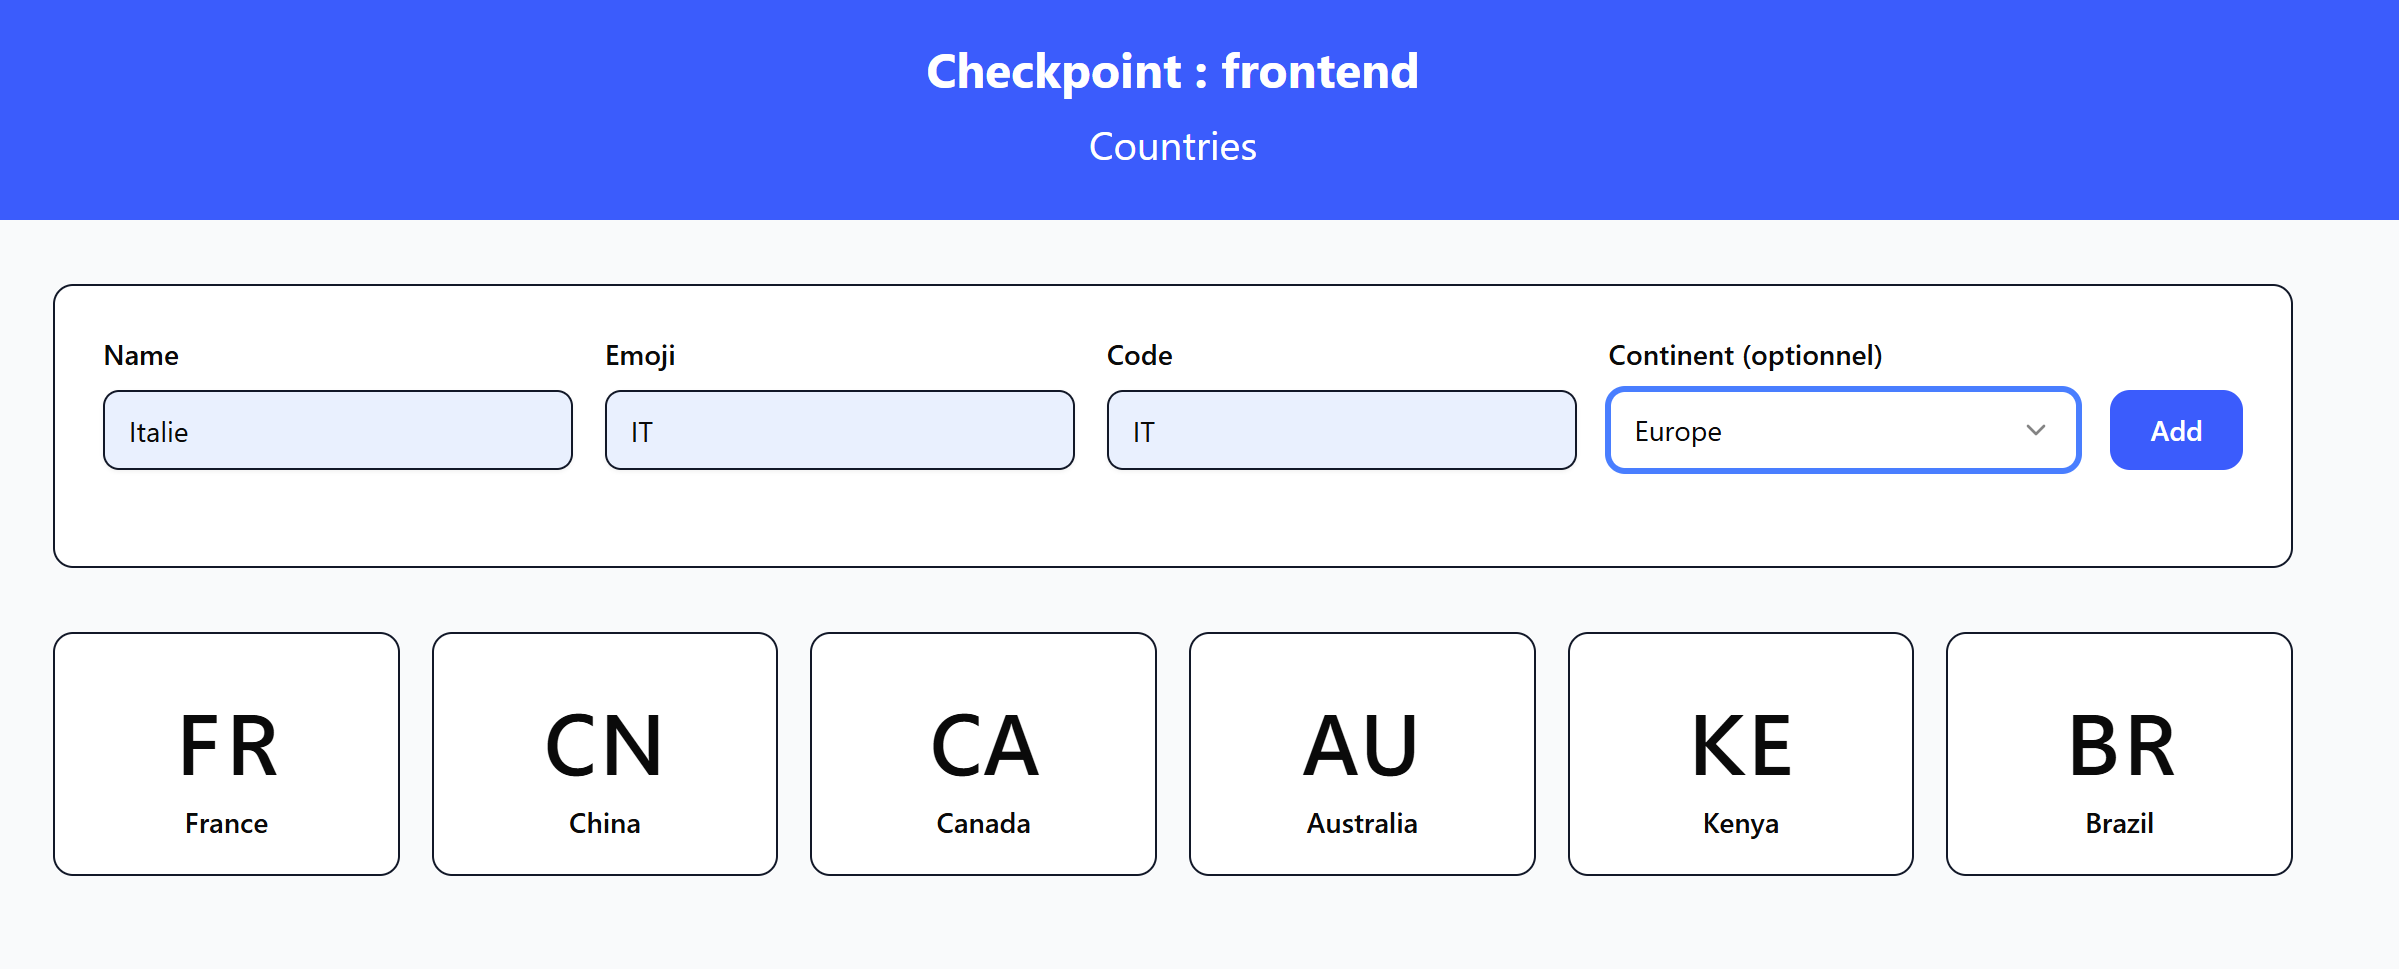 Checkpoint : frontend
Countries
Name
Emoji
Code
Continent (optionnel)
Italie
IT
IT
Europe
Add
FR
CN
CA
AU
KE
BR
France
China
Canada
Australia
Kenya
Brazil